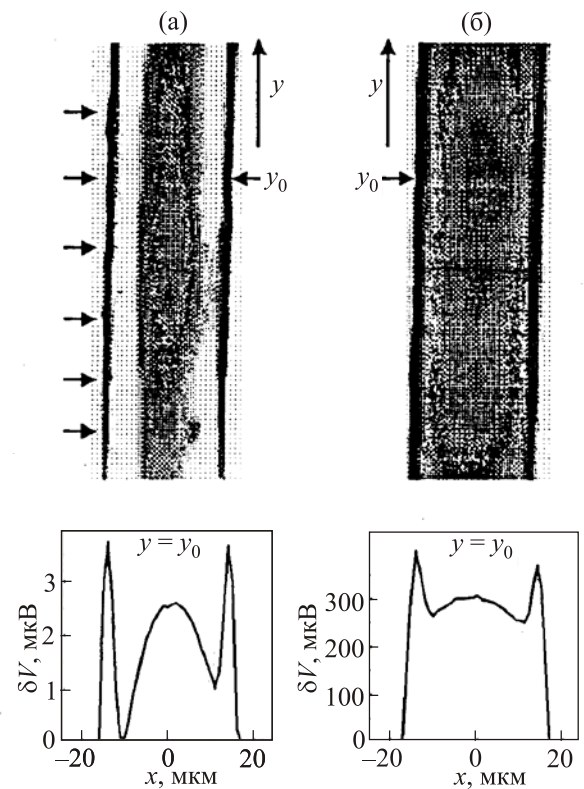 (а) (б)
y y
y₀ y₀
y = y₀ y = y₀
δV, мкВ δV, мкВ
3
2
1
0
300
200
100
0
–20 0 20 –20 0 20
x, мкм x, мкм